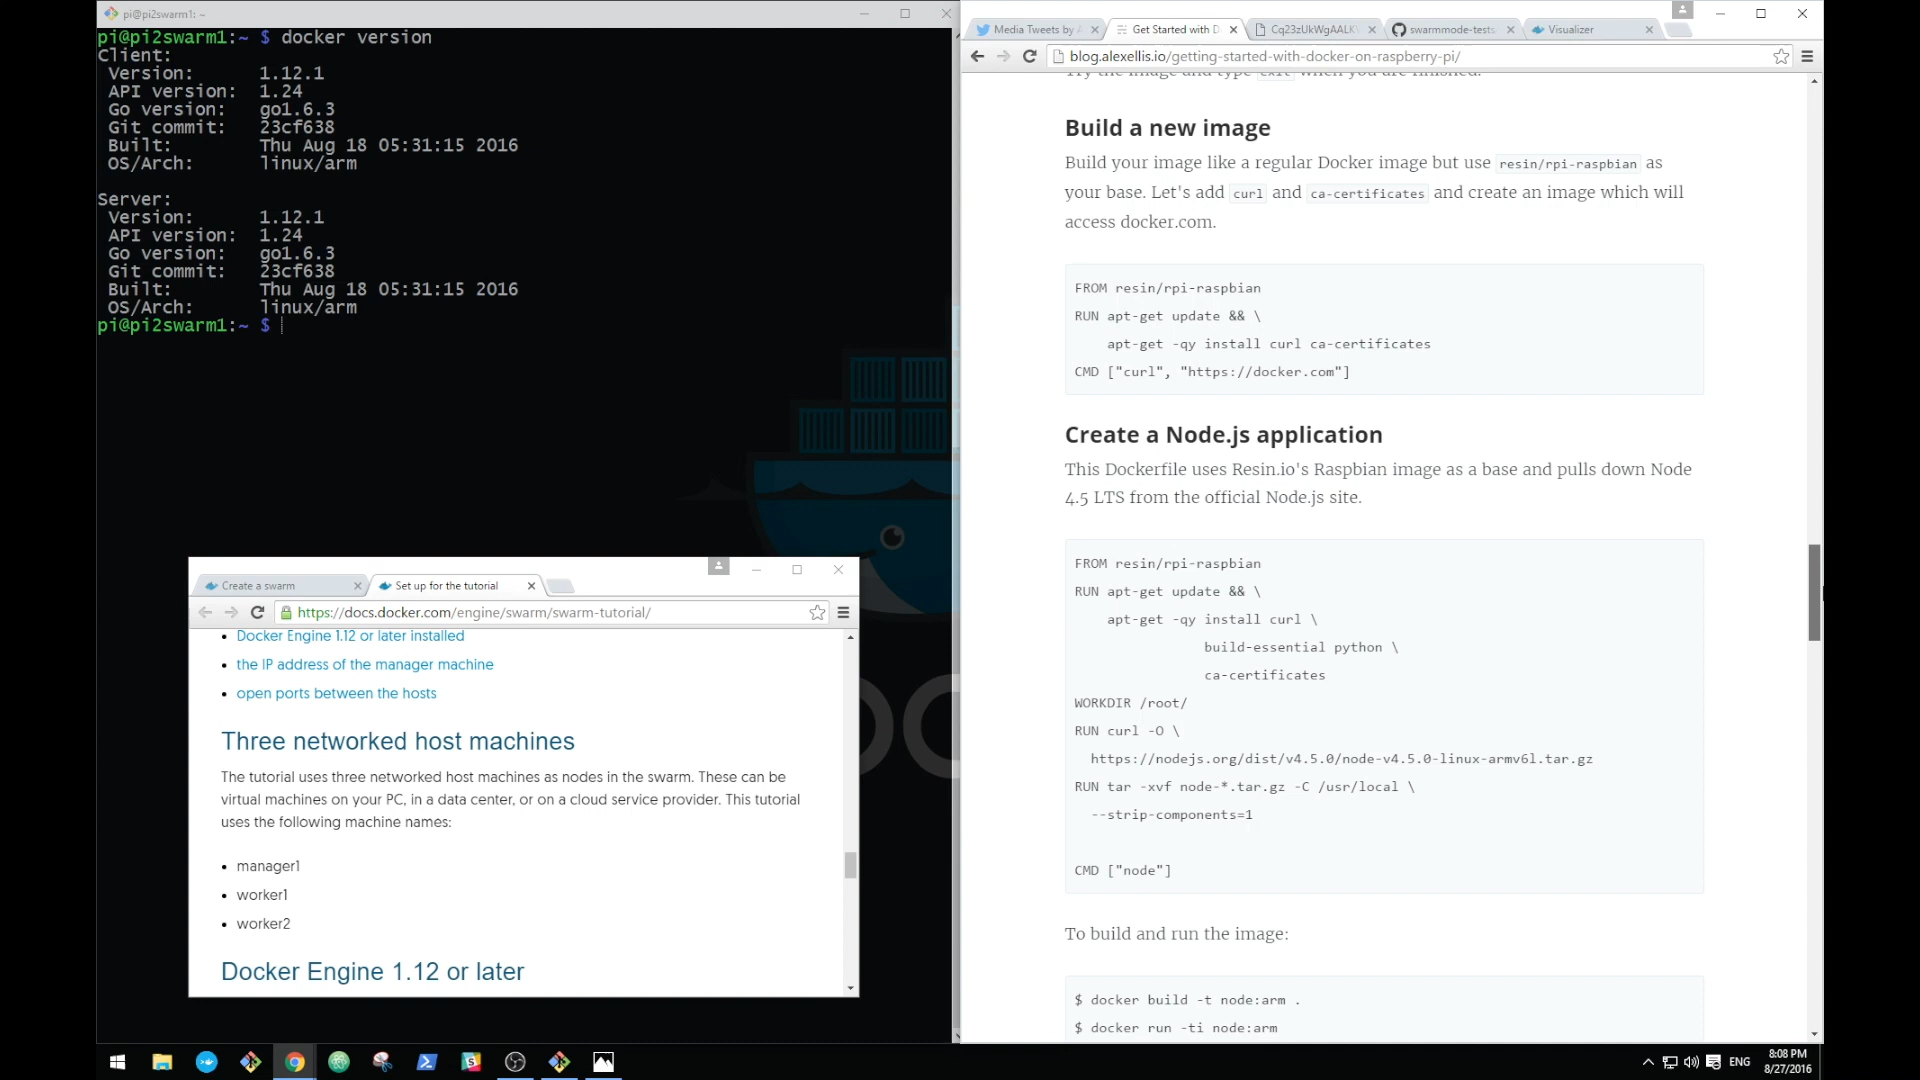 pi@pi2swarm1: ~
pi@pi2swarm1:~ $ docker version
Client:
Version: 1.12.1
API version: 1.24
Go version: go1.6.3
Git commit: 23cf638
Built: Thu Aug 18 05:31:15 2016
OS/Arch: linux/arm
Server:
Version: 1.12.1
API version: 1.24
Go version: go1.6.3
Git commit: 23cf638
Built: Thu Aug 18 05:31:15 2016
OS/Arch: linux/arm
pi@pi2swarm1:~ $
Create a swarm
Set up for the tutorial
https://docs.docker.com/engine/swarm/swarm-tutorial/
• Docker Engine 1.12 or later installed
• the IP address of the manager machine
• open ports between the hosts
Three networked host machines
The tutorial uses three networked host machines as nodes in the swarm. These can be
virtual machines on your PC, in a data center, or on a cloud service provider. This tutorial
uses the following machine names:
• manager1
• worker1
• worker2
Docker Engine 1.12 or later
Media Tweets by A
Get Started with D
Cq23zUkWgAALK
swarmmode-tests
Visualizer
blog.alexellis.io/getting-started-with-docker-on-raspberry-pi/
Try the image and type exit when you are finished.
Build a new image
Build your image like a regular Docker image but use resin/rpi-raspbian as
your base. Let's add curl and ca-certificates and create an image which will
access docker.com.
FROM resin/rpi-raspbian
RUN apt-get update && \
apt-get -qy install curl ca-certificates
CMD ["curl", "https://docker.com"]
Create a Node.js application
This Dockerfile uses Resin.io's Raspbian image as a base and pulls down Node
4.5 LTS from the official Node.js site.
FROM resin/rpi-raspbian
RUN apt-get update && \
apt-get -qy install curl \
build-essential python \
ca-certificates
WORKDIR /root/
RUN curl -O \
https://nodejs.org/dist/v4.5.0/node-v4.5.0-linux-armv6l.tar.gz
RUN tar -xvf node-*.tar.gz -C /usr/local \
--strip-components=1
CMD ["node"]
To build and run the image:
$ docker build -t node:arm .
$ docker run -ti node:arm
ENG
8:08 PM
8/27/2016